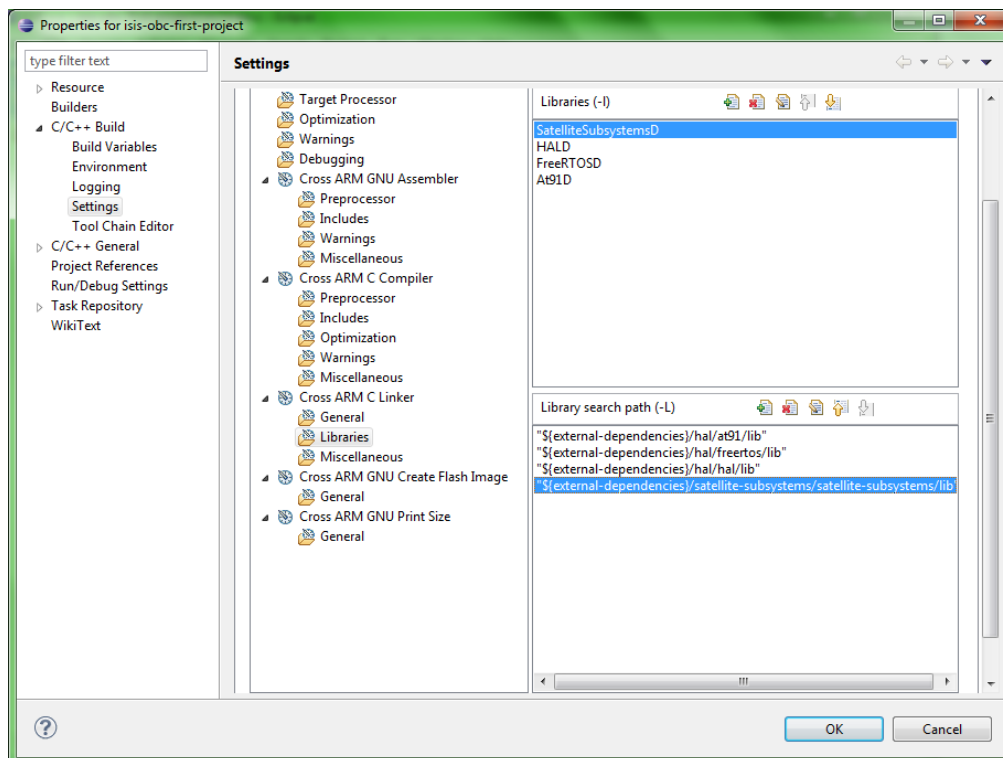 Properties for isis-obc-first-project
type filter text
Resource
Builders
C/C++ Build
Build Variables
Environment
Logging
Settings
Tool Chain Editor
C/C++ General
Project References
Run/Debug Settings
Task Repository
WikiText
Settings
Target Processor
Optimization
Warnings
Debugging
Cross ARM GNU Assembler
Preprocessor
Includes
Warnings
Miscellaneous
Cross ARM C Compiler
Preprocessor
Includes
Optimization
Warnings
Miscellaneous
Cross ARM C Linker
General
Libraries
Miscellaneous
Cross ARM GNU Create Flash Image
General
Cross ARM GNU Print Size
General
Libraries (-l)
SatelliteSubsystemsD
HALD
FreeRTOSD
At91D
Library search path (-L)
"${external-dependencies}/hal/at91/lib"
"${external-dependencies}/hal/freertos/lib"
"${external-dependencies}/hal/hal/lib"
"${external-dependencies}/satellite-subsystems/satellite-subsystems/lib"
OK
Cancel